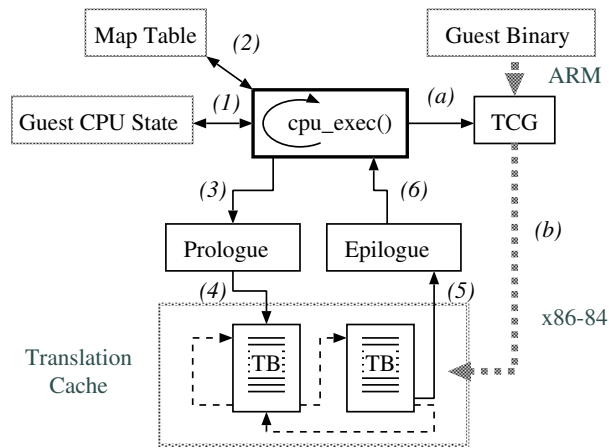 Map Table
(2)
Guest Binary
ARM
(1)
(a)
Guest CPU State
cpu_exec()
TCG
(3)
(6)
(b)
Prologue
Epilogue
(4)
(5)
x86-84
Translation
Cache
TB
TB